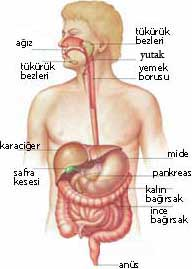 ağız
tükürük
bezleri
tükürük
bezleri
yutak
yemek
borusu
karaciğer
safra
kesesi
mide
pankreas
kalın
bağırsak
ince
bağırsak
anüs